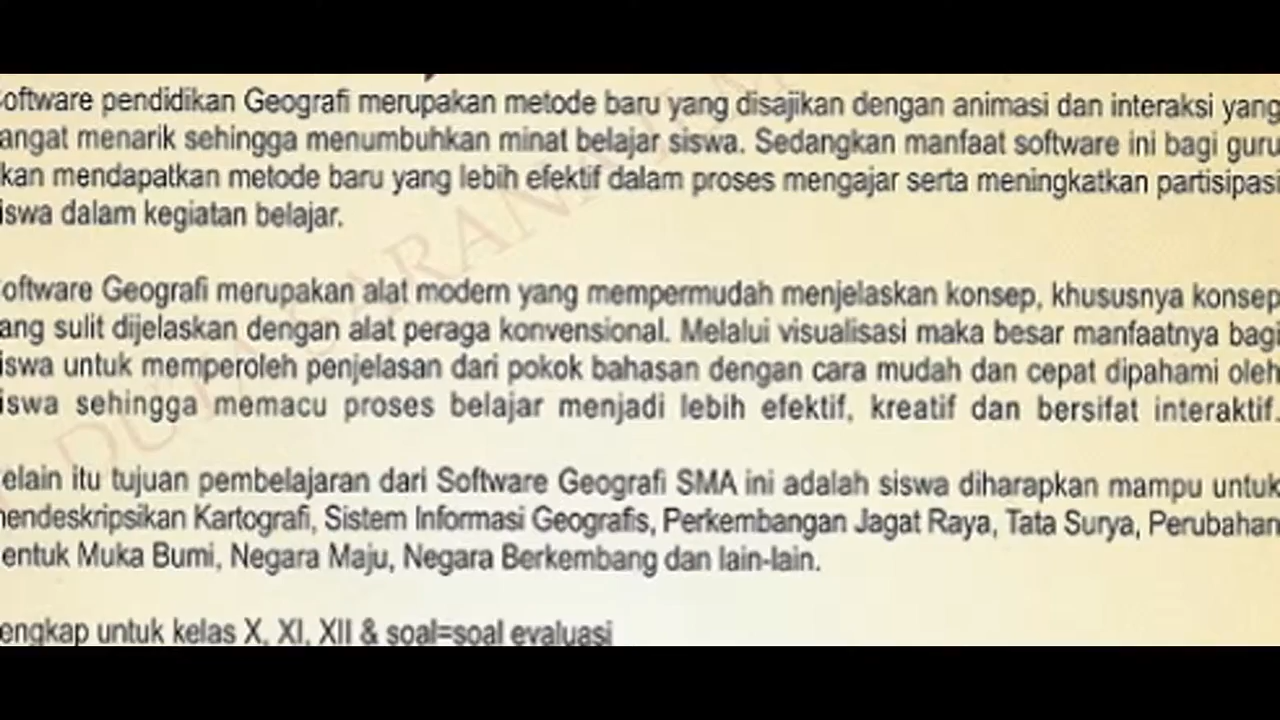 oftware pendidikan Geografi merupakan metode baru yang disajikan dengan animasi dan interaksi yang
angat menarik sehingga menumbuhkan minat belajar siswa. Sedangkan manfaat software ini bagi guru
kan mendapatkan metode baru yang lebih efektif dalam proses mengajar serta meningkatkan partisipasi
iswa dalam kegiatan belajar.
oftware Geografi merupakan alat modern yang mempermudah menjelaskan konsep, khususnya konsep
ang sulit dijelaskan dengan alat peraga konvensional. Melalui visualisasi maka besar manfaatnya bagi
iswa untuk memperoleh penjelasan dari pokok bahasan dengan cara mudah dan cepat dipahami oleh
iswa sehingga memacu proses belajar menjadi lebih efektif, kreatif dan bersifat interaktif.
elain itu tujuan pembelajaran dari Software Geografi SMA ini adalah siswa diharapkan mampu untuk
mendeskripsikan Kartografi, Sistem Informasi Geografis, Perkembangan Jagat Raya, Tata Surya, Perubahan
entuk Muka Bumi, Negara Maju, Negara Berkembang dan lain-lain.
engkap untuk kelas X, XI, XII & soal=soal evaluasi